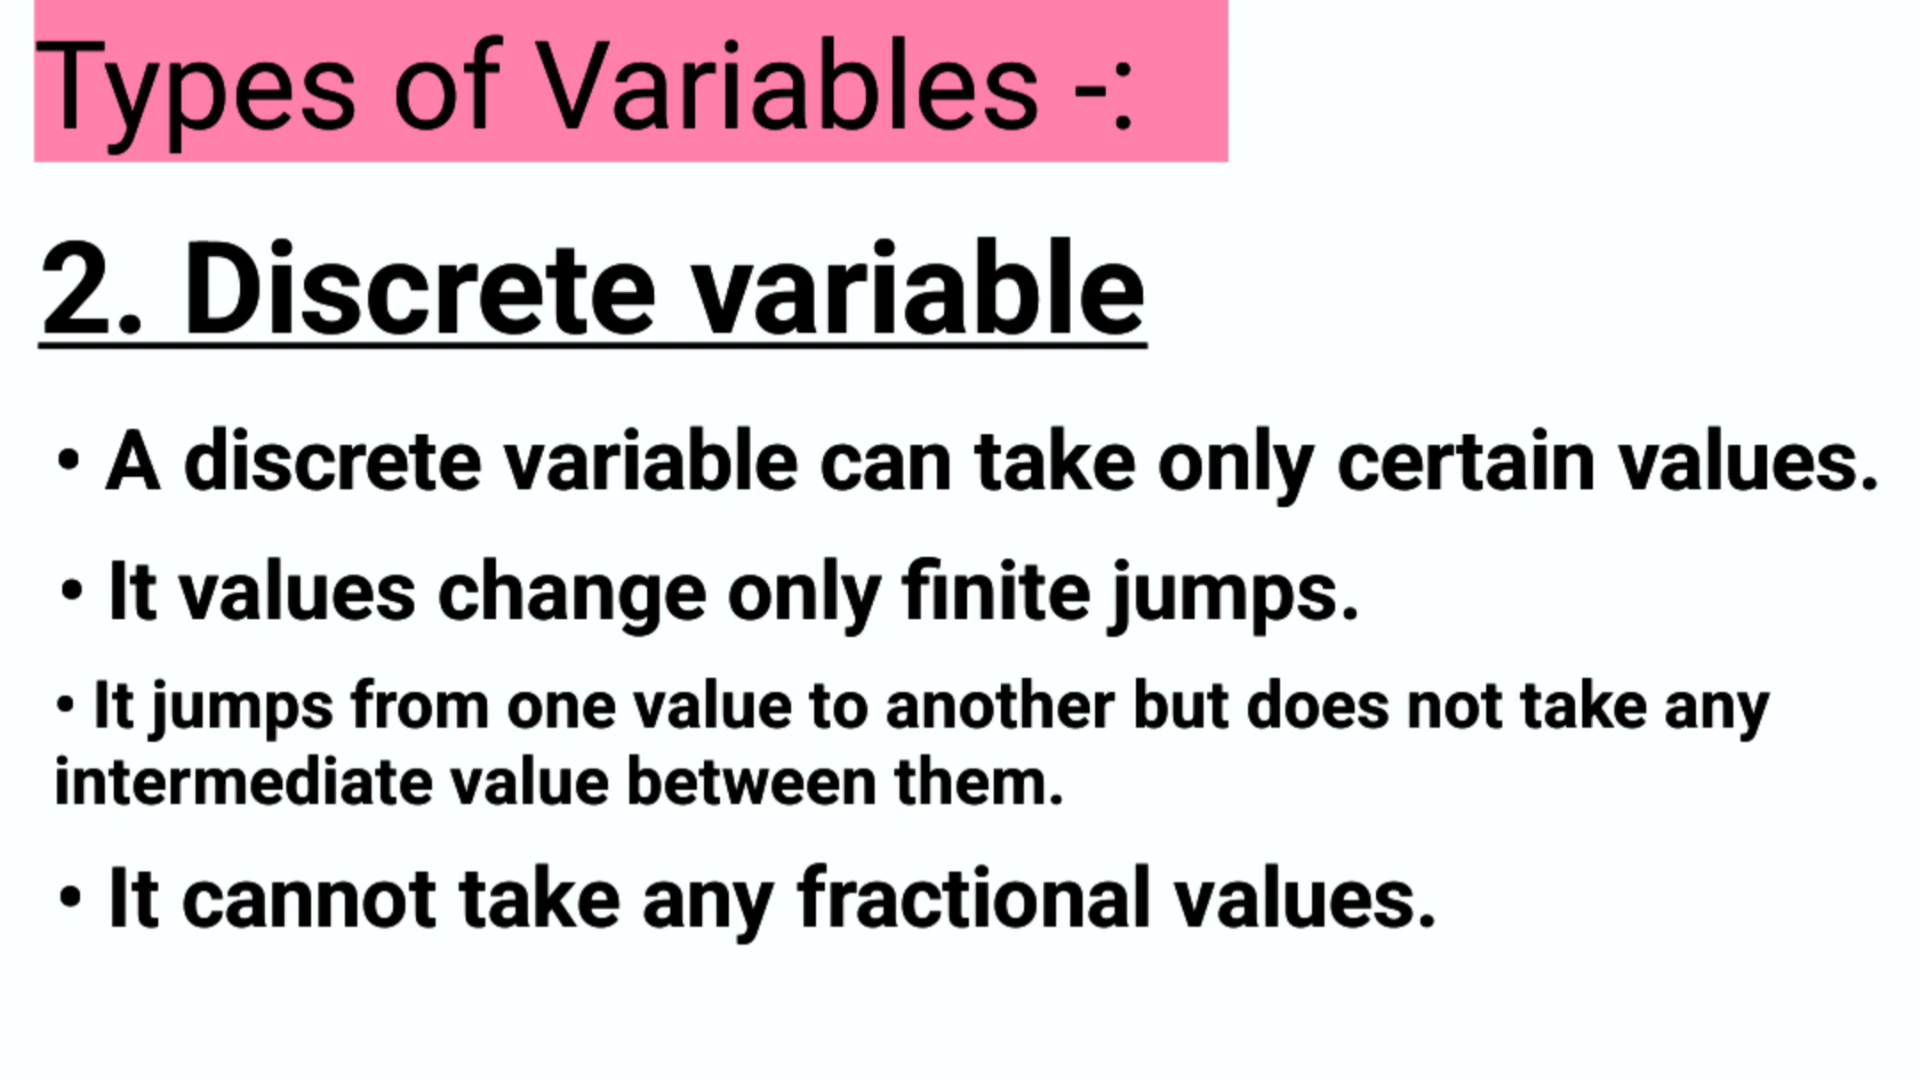 Types of Variables -:
2. Discrete variable
• A discrete variable can take only certain values.
• It values change only finite jumps.
• It jumps from one value to another but does not take any
intermediate value between them.
• It cannot take any fractional values.